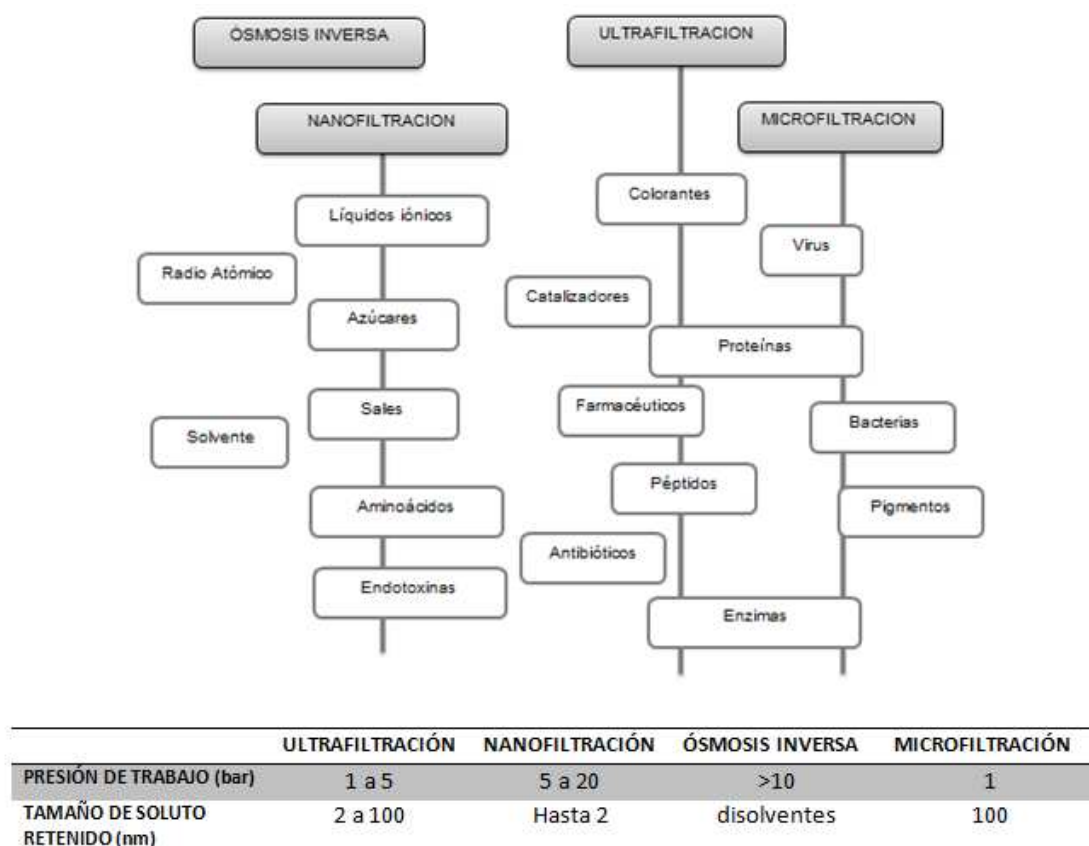 ÓSMOSIS INVERSA
ULTRAFILTRACION
NANOFILTRACION
MICROFILTRACION
Colorantes
Líquidos iónicos
Virus
Radio Atómico
Catalizadores
Azúcares
Proteínas
Farmacéuticos
Sales
Bacterias
Solvente
Péptidos
Aminoácidos
Pigmentos
Antibióticos
Endotoxinas
Enzimas
ULTRAFILTRACIÓN NANOFILTRACIÓN ÓSMOSIS INVERSA MICROFILTRACIÓN
PRESIÓN DE TRABAJO (bar) 1 a 5 5 a 20 >10 1
TAMAÑO DE SOLUTO 2 a 100 Hasta 2 disolventes 100
RETENIDO (nm)